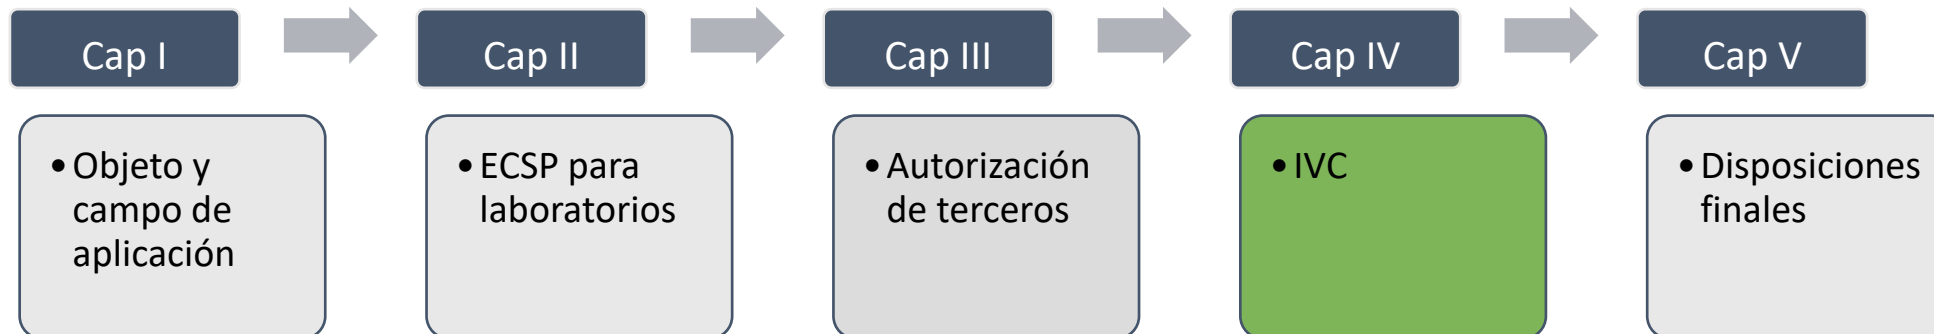 Cap I
• Objeto y
campo de
aplicación
Cap II
• ECSP para
laboratorios
Cap III
• Autorización
de terceros
Cap IV
• IVC
Cap V
• Disposiciones
finales